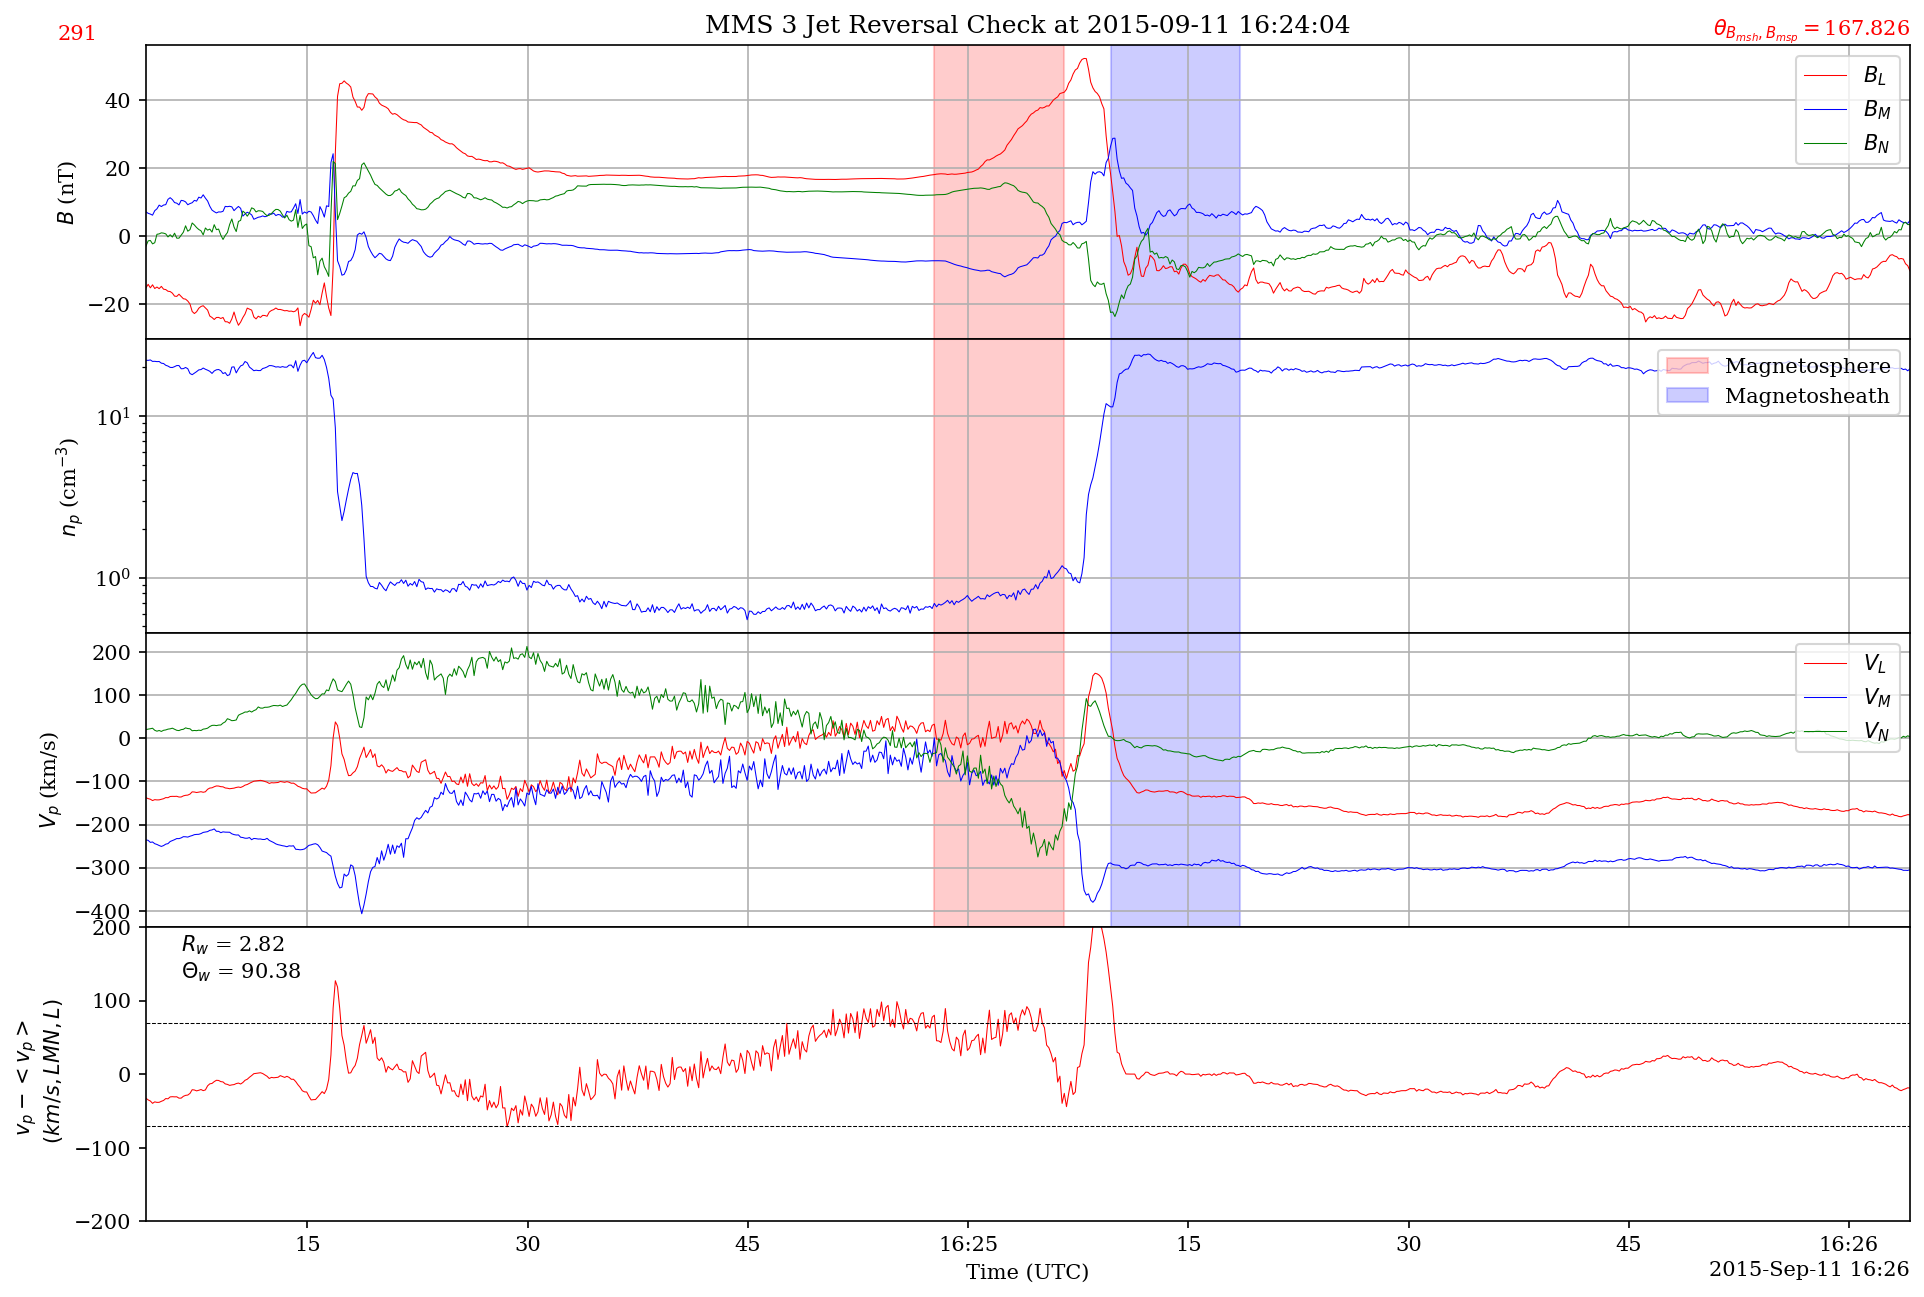 MMS 3 Jet Reversal Check at 2015-09-11 16:24:04
291
θ_{B_{msh}, B_{msp}} = 167.826
B (nT)
40
20
0
−20
B_L
B_M
B_N
n_p (cm^{−3})
10^1
10^0
Magnetosphere
Magnetosheath
V_p (km/s)
200
100
0
−100
−200
−300
−400
V_L
V_M
V_N
v_p − < v_p >
(km/s, LMN, L)
200
100
0
−100
−200
R_w = 2.82
Θ_w = 90.38
15
30
45
16:25
15
30
45
16:26
Time (UTC)
2015-Sep-11 16:26